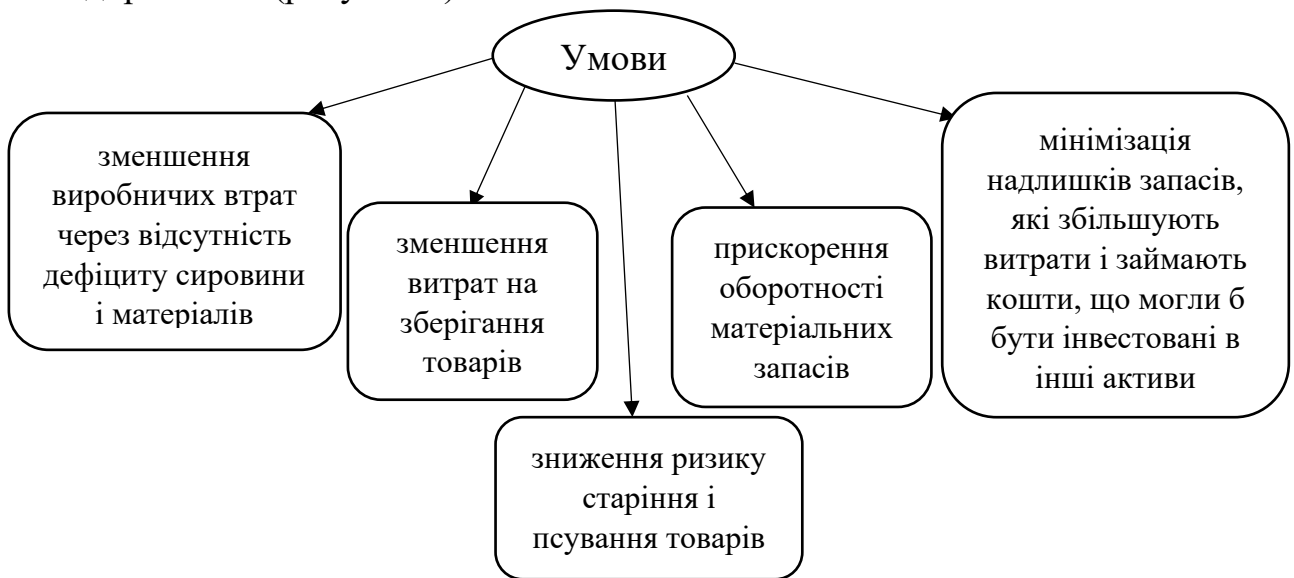 Умови
зменшення
виробничих втрат
через відсутність
дефіциту сировини
і матеріалів
зменшення
витрат на
зберігання
товарів
зниження ризику
старіння і
псування товарів
прискорення
оборотності
матеріальних
запасів
мінімізація
надлишків запасів,
які збільшують
витрати і займають
кошти, що могли б
бути інвестовані в
інші активи